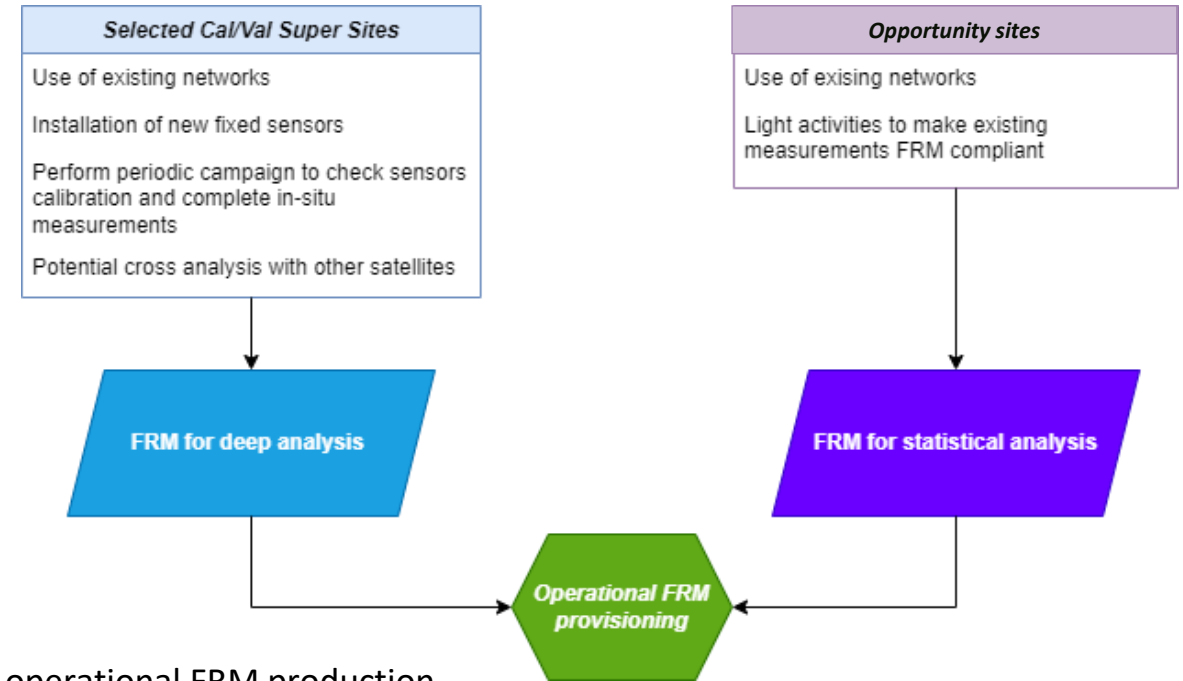 Selected Cal/Val Super Sites
Use of existing networks
Installation of new fixed sensors
Perform periodic campaign to check sensors
calibration and complete in-situ
measurements
Potential cross analysis with other satellites
Opportunity sites
Use of exising networks
Light activities to make existing
measurements FRM compliant
FRM for deep analysis
FRM for statistical analysis
Operational FRM
provisioning
operational FRM production